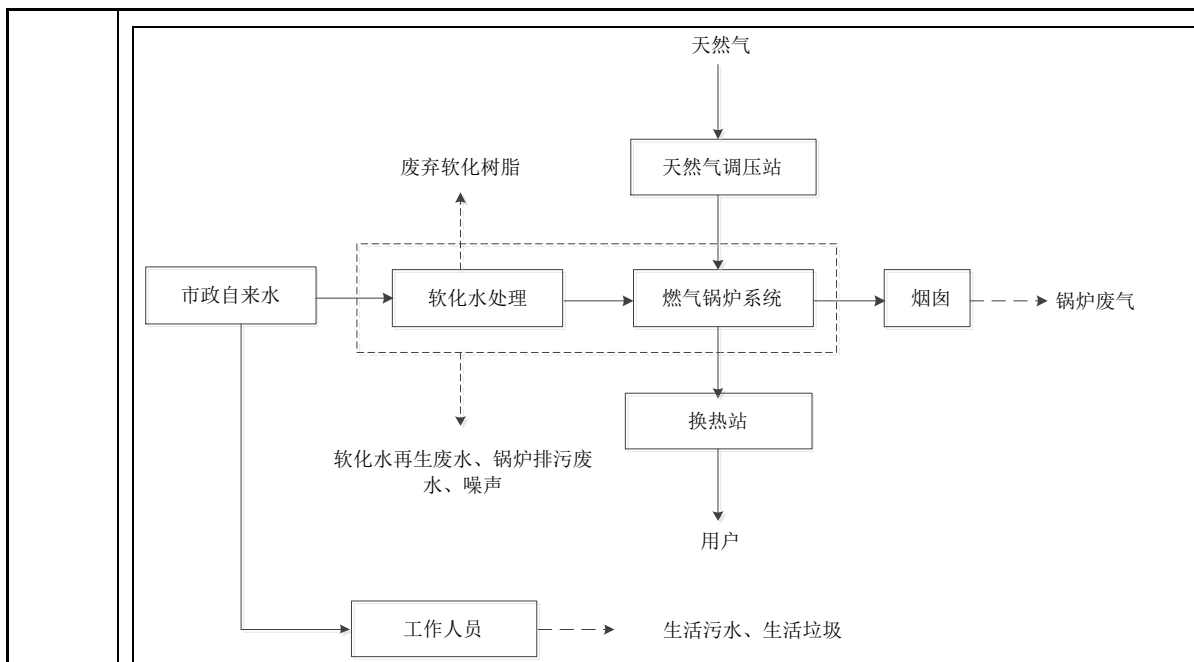 天然气
天然气调压站
废弃软化树脂
市政自来水
软化水处理
燃气锅炉系统
烟囱
锅炉废气
换热站
软化水再生废水、锅炉排污废
水、噪声
用户
工作人员
生活污水、生活垃圾